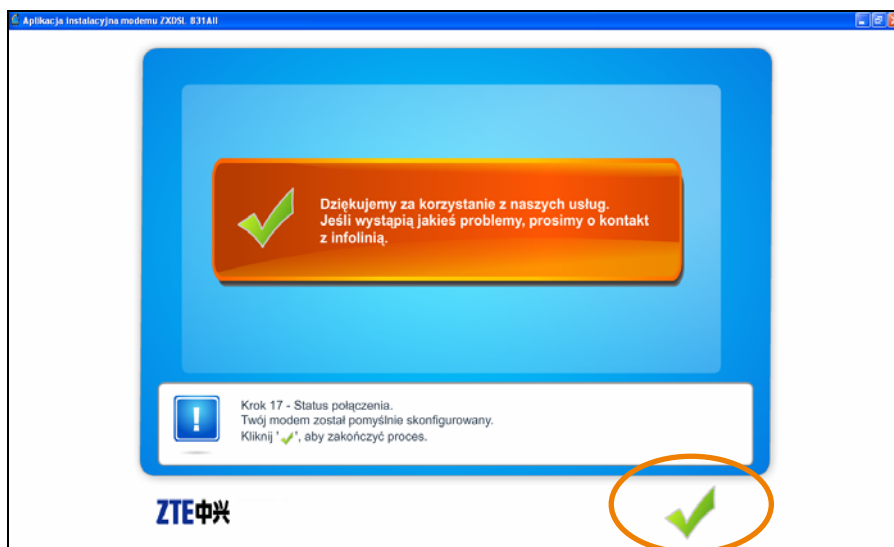 Aplikacja instalacyjna modemu ZXDSL 831AII
Dziękujemy za korzystanie z naszych usług.
Jeśli wystąpią jakieś problemy, prosimy o kontakt
z infolinią.
Krok 17 - Status połączenia.
Twój modem został pomyślnie skonfigurowany.
Kliknij ' ', aby zakończyć proces.
ZTE中兴